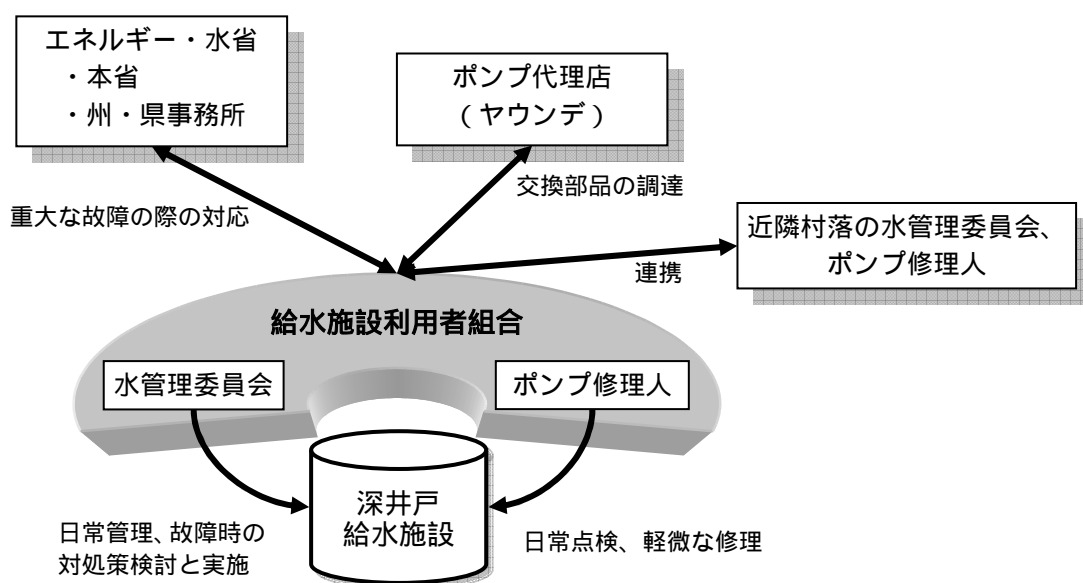 エネルギー・水省
・本省
・州・県事務所
ポンプ代理店
（ヤウンデ）
交換部品の調達
重大な故障の際の対応
近隣村落の水管理委員会、
ポンプ修理人
連携
給水施設利用者組合
水管理委員会
ポンプ修理人
深井戸
給水施設
日常管理、故障時の
対処策検討と実施
日常点検、軽微な修理